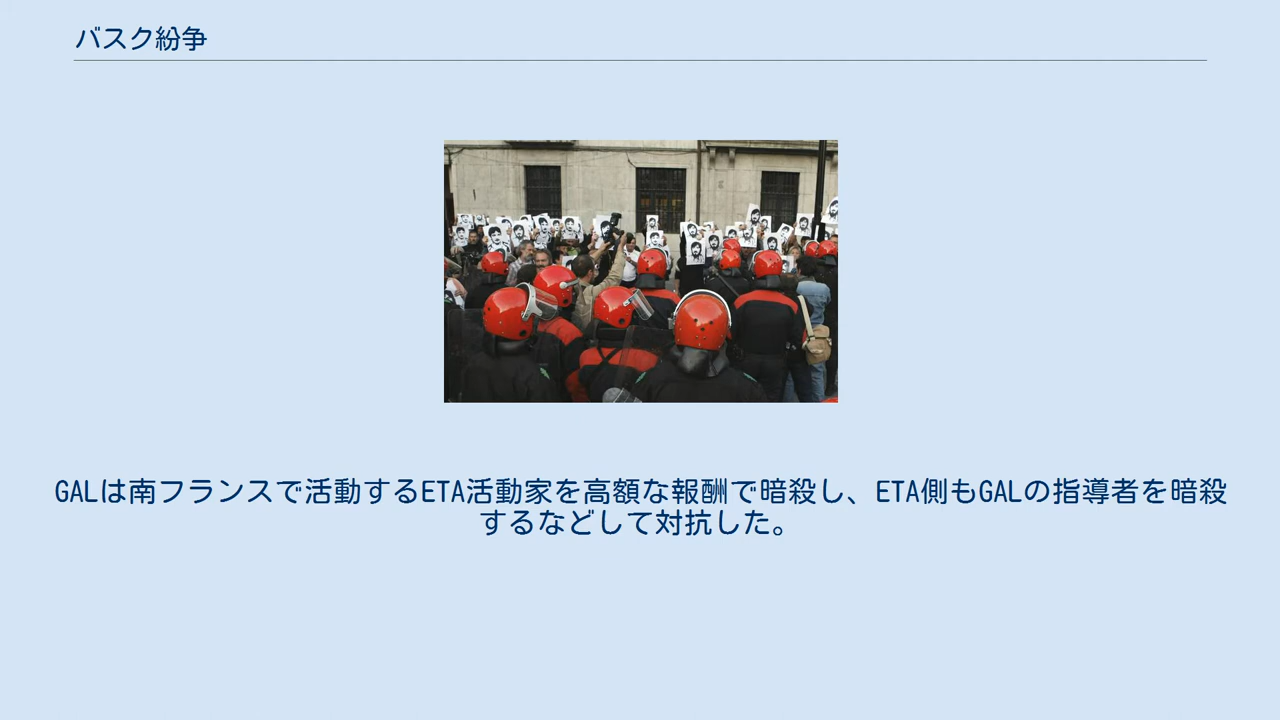 バスク紛争
GALは南フランスで活動するETA活動家を高額な報酬で暗殺し、ETA側もGALの指導者を暗殺
するなどして対抗した。